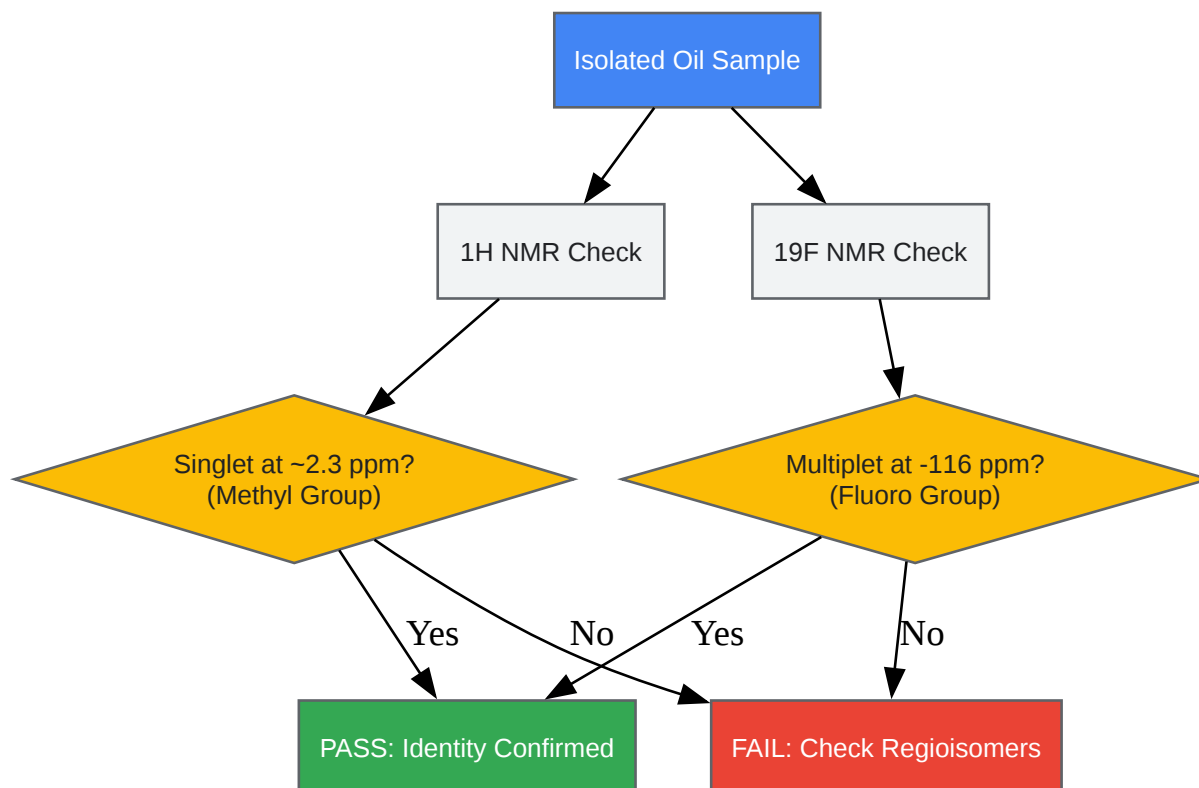 Isolated Oil Sample
1H NMR Check
19F NMR Check
Singlet at ~2.3 ppm?
(Methyl Group)
Multiplet at -116 ppm?
(Fluoro Group)
Yes
No
Yes
No
PASS: Identity Confirmed
FAIL: Check Regioisomers